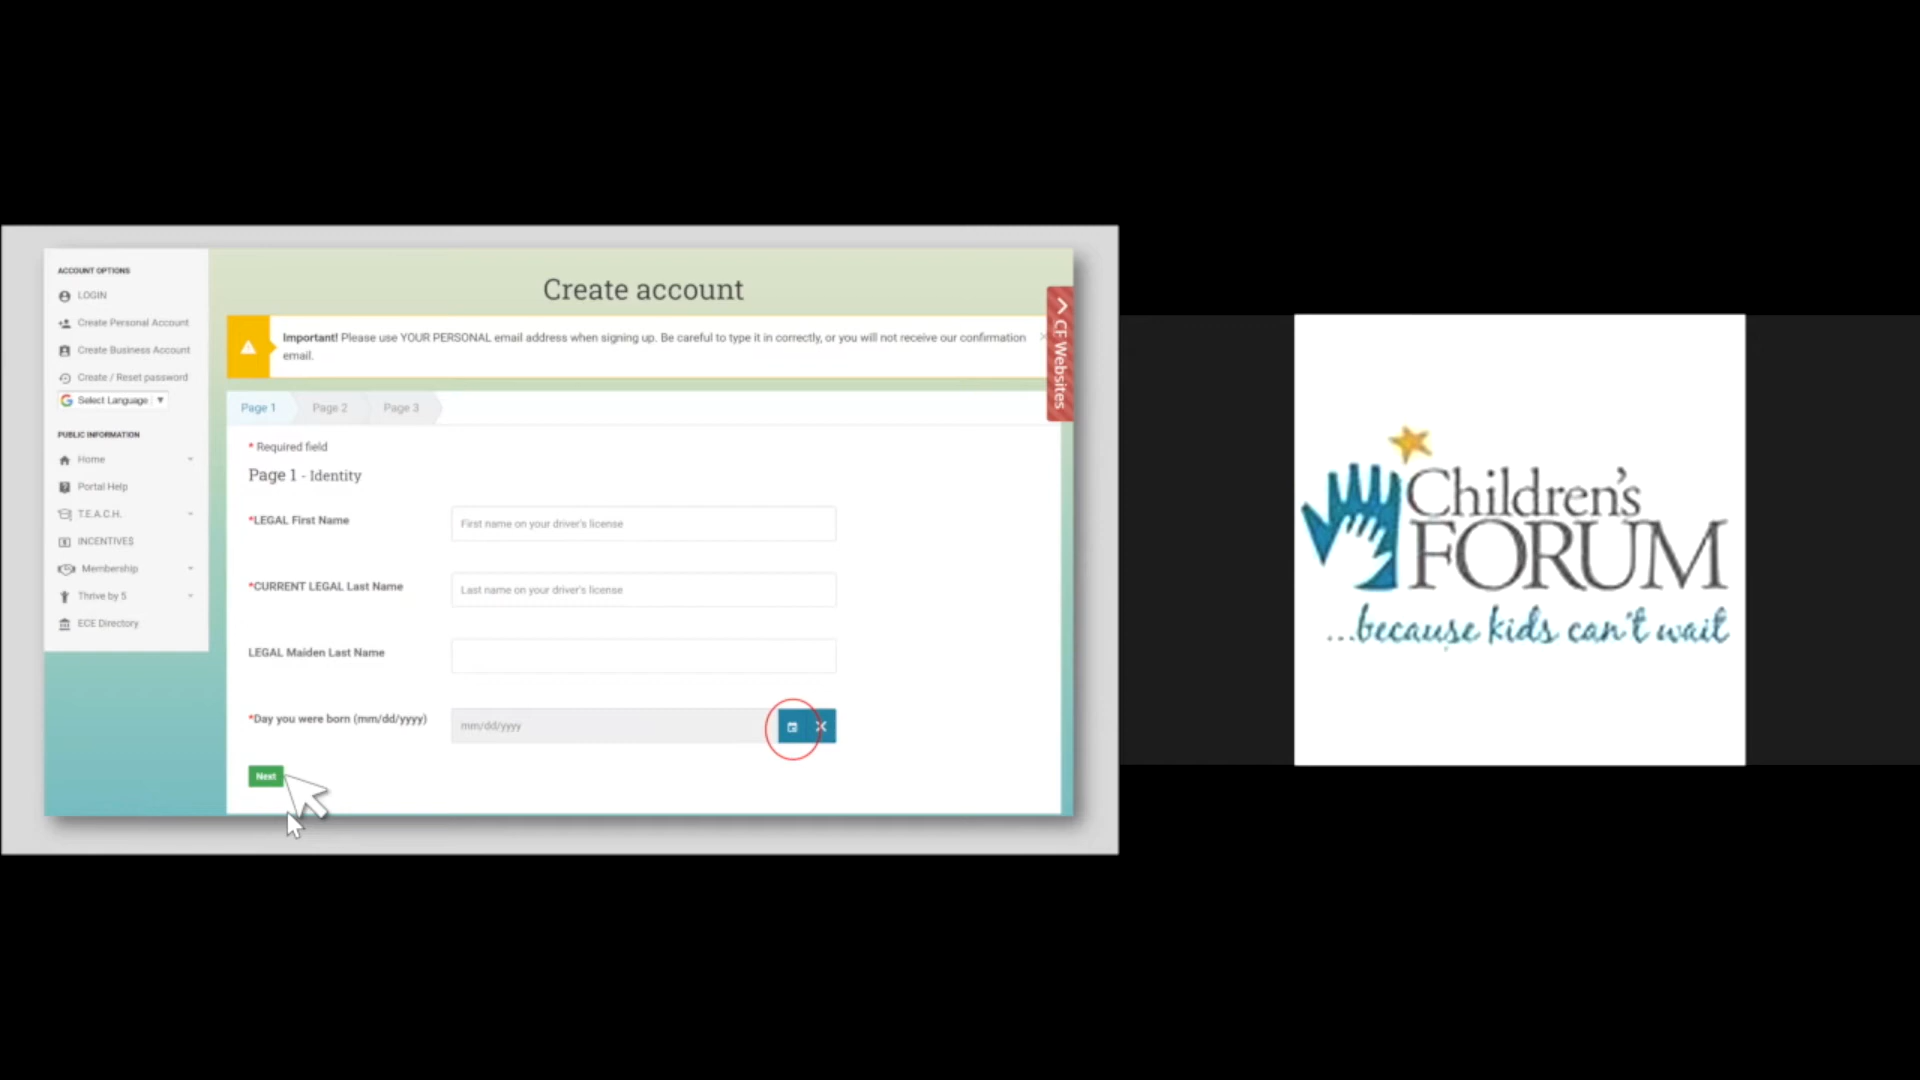 ACCOUNT OPTIONS
LOGIN
Create Personal Account
Create Business Account
Create / Reset password
Select Language ▼
PUBLIC INFORMATION
Home
Portal Help
T.E.A.C.H.
INCENTIVE$
Membership
Thrive by 5
ECE Directory
Create account
Important! Please use YOUR PERSONAL email address when signing up. Be careful to type it in correctly, or you will not receive our confirmation
email.
CF Websites
Page 1 Page 2 Page 3
* Required field
Page 1 - Identity
*LEGAL First Name
First name on your driver's license
*CURRENT LEGAL Last Name
Last name on your driver's license
LEGAL Maiden Last Name
*Day you were born (mm/dd/yyyy)
mm/dd/yyyy
Next
Children's
FORUM
...because kids can't wait